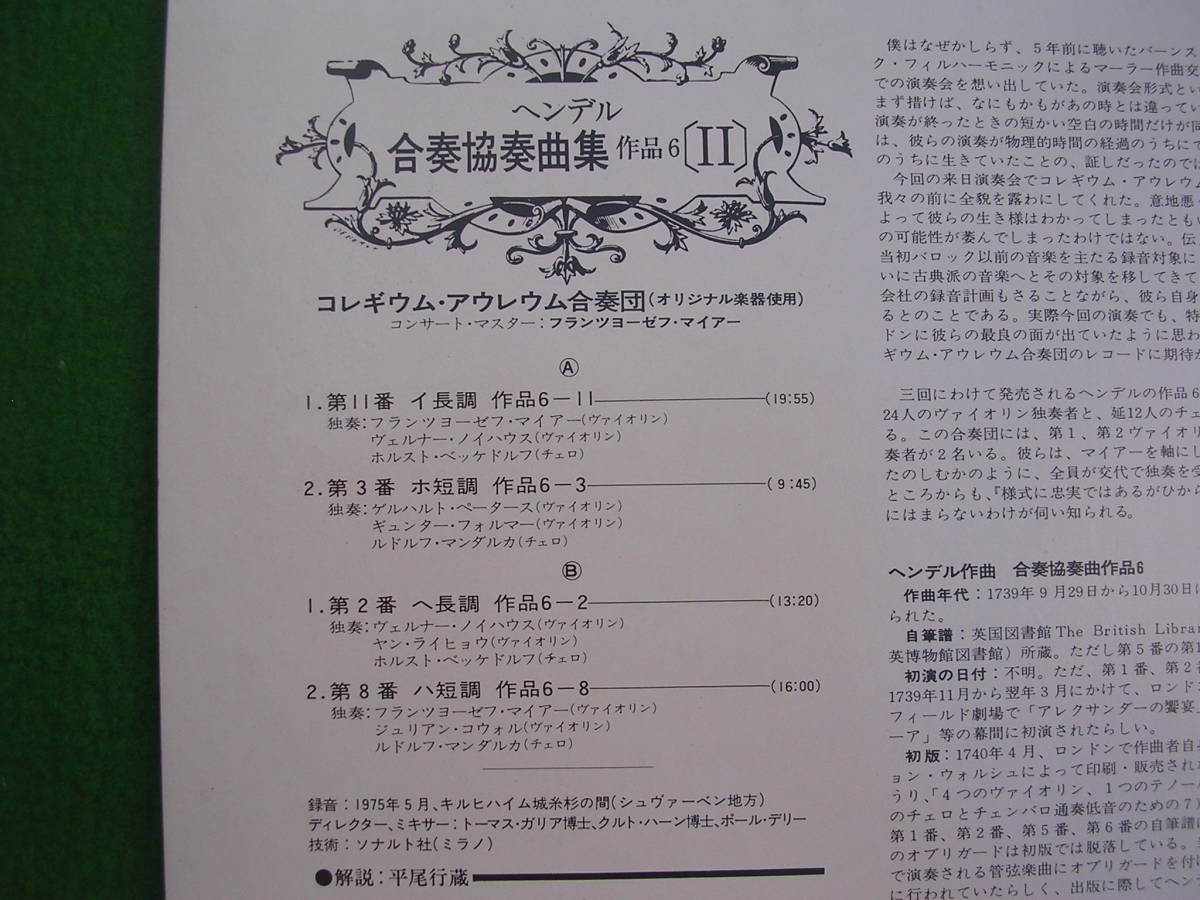 ヘンデル
合奏協奏曲集 作品6〔II〕
コレギウム・アウレウム合奏団(オリジナル楽器使用)
コンサート・マスター:フランツヨーゼフ・マイアー
Ⓐ
1.第11番 イ長調 作品6-11 (19:55)
独奏:フランツヨーゼフ・マイアー(ヴァイオリン)
ヴェルナー・ノイハウス(ヴァイオリン)
ホルスト・ベッケドルフ(チェロ)
2.第3番 ホ短調 作品6-3 (9:45)
独奏:ゲルハルト・ペータース(ヴァイオリン)
ギュンター・フォルマー(ヴァイオリン)
ルドルフ・マンダルカ(チェロ)
Ⓑ
1.第2番 ヘ長調 作品6-2 (13:20)
独奏:ヴェルナー・ノイハウス(ヴァイオリン)
ヤン・ライヒョウ(ヴァイオリン)
ホルスト・ベッケドルフ(チェロ)
2.第8番 ハ短調 作品6-8 (16:00)
独奏:フランツヨーゼフ・マイアー(ヴァイオリン)
ジュリアン・コウォル(ヴァイオリン)
ルドルフ・マンダルカ(チェロ)
録音:1975年5月、キルヒハイム城糸杉の間(シュヴァーベン地方)
ディレクター、ミキサー:トーマス・ガリア博士、クルト・ハーン博士、ポール・デリー
技術:ソナルト社(ミラノ)
●解説:平尾行蔵
僕はなぜかしらず、5年前に聴いたバーンス
ク・フィルハーモニックによるマーラー作曲交
での演奏会を想い出していた。演奏会形式とい
まず措けば、なにもかもがあの時とは違ってい
演奏が終ったときの短かい空白の時間だけが同
は、彼らの演奏が物理的時間の経過のうちにで
のうちに生きていたことの、証しだったのでは
今回の来日演奏会でコレギウム・アウレウム
我々の前に全貌を露わにしてくれた。意地悪く
よって彼らの生き様はわかってしまったともい
の可能性が萎んでしまったわけではない。伝
当初バロック以前の音楽を主たる録音対象に
いに古典派の音楽へとその対象を移してきて
会社の録音計画もさることながら、彼ら自身
るとのことである。実際今回の演奏でも、特
ドンに彼らの最良の面が出ていたように思わ
ギウム・アウレウム合奏団のレコードに期待が
三回にわけて発売されるヘンデルの作品6
24人のヴァイオリン独奏者と、延12人のチェ
る。この合奏団には、第1、第2ヴァイオリ
奏者が2名いる。彼らは、マイアーを軸にし
たのしむかのように、全員が交代で独奏を受
ところからも、『様式に忠実ではあるがひから
にはまらないわけが伺い知られる。
ヘンデル作曲 合奏協奏曲作品6
作曲年代:1739年9月29日から10月30日に
られた。
自筆譜:英国図書館 The British Librar
英博物館図書館)所蔵。ただし第5番の第1
初演の日付:不明。ただ、第1番、第2番
1739年11月から翌年3月にかけて、ロンドン
フィールド劇場で「アレクサンダーの饗宴」
ーア」等の幕間に初演されたらしい。
初版:1740年4月、ロンドンで作曲者自身
ョン・ウォルシュによって印刷・販売された
うり、「4つのヴァイオリン、1つのテノール
のチェロとチェンバロ通奏低音のための7
第1番、第2番、第5番、第6番の自筆譜に
のオブリガードは初版では脱落している。
で演奏される管弦楽曲にオブリガードを付け
に行われていたらしく、出版に際してヘンデ